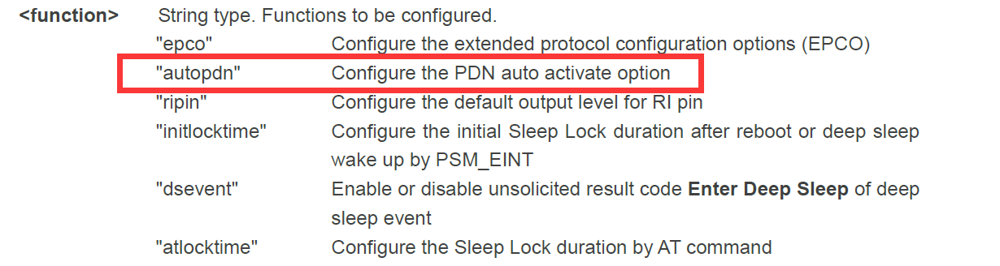 <function> String type. Functions to be configured.
"epco" Configure the extended protocol configuration options (EPCO)
"autopdn" Configure the PDN auto activate option
"ripin" Configure the default output level for RI pin
"initlocktime" Configure the initial Sleep Lock duration after reboot or deep sleep
wake up by PSM_EINT
"dsevent" Enable or disable unsolicited result code Enter Deep Sleep of deep
sleep event
"atlocktime" Configure the Sleep Lock duration by AT command